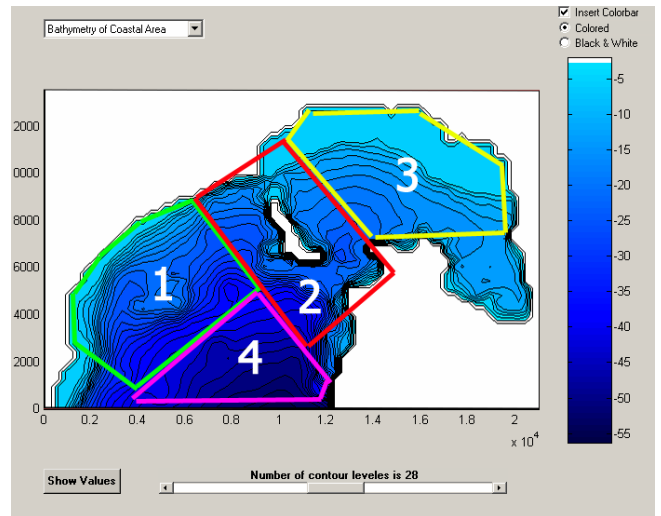 Insert Colorbar
Bathymetry of Coastal Area
Colored
Black & White
-5
-10
-15
-20
-25
-30
-35
-40
-45
-50
-55
2000
0000
8000
6000
4000
2000
0
3
1
2
4
0 0.2 0.4 0.6 0.8 1 1.2 1.4 1.6 1.8 2
x 10^4
Show Values
Number of contour leveles is 28